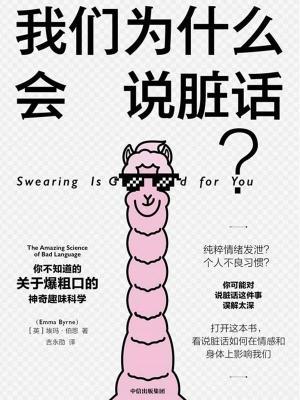 我们为什么
会 说脏话
?
Swearing Is G d for You
The Amazing Science
of Bad Language
你不知道的
关于爆粗口的
神奇趣味科学
(Emma Byrne)
[英] 埃玛·伯恩 著
吉永劭 译
纯粹情绪发泄?
个人不良习惯?
你可能对
说脏话这件事
误解太深
打开这本书，
看说脏话如何在情感和
身体上影响我们
中信出版集团